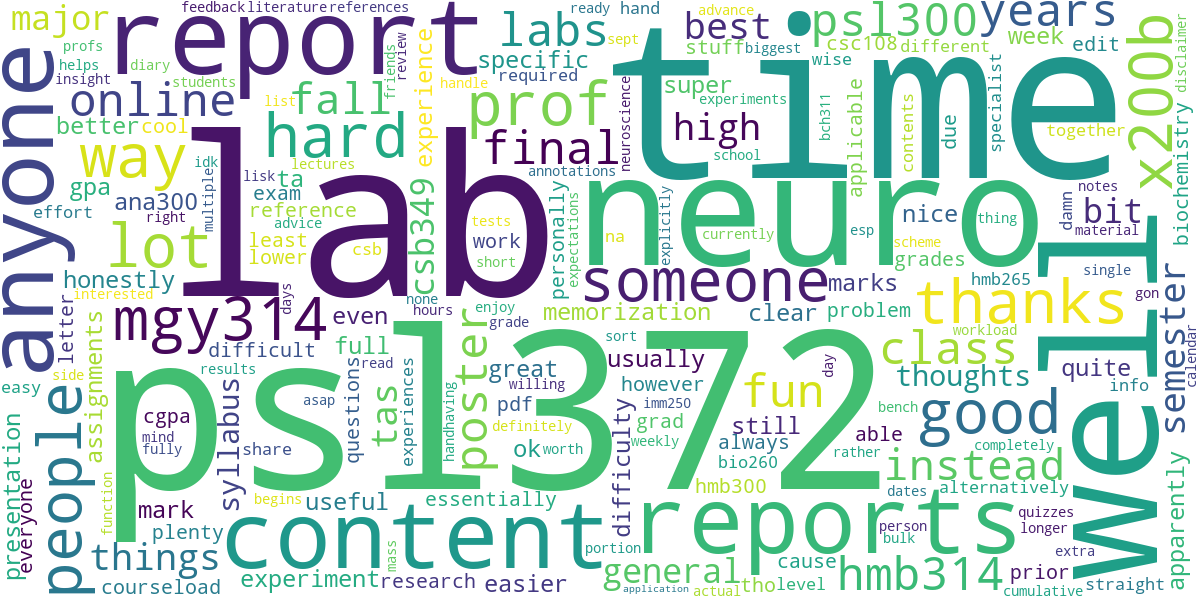 feedback literature references
ready hand
advance
major
report
labs
best
time
psl300
years
x200b
disclaimer
profs
diary
helps
insight
students
friends
review
sept
stuff
biggest
csc108
different
week
wise
edit
anyone
online
fall
list
experience
handle
specific
required
super
experiments
prof
hard
high
school
neuroscience
bch311
applicable
contents
due
specialist
together
biochemistry
better
cool
way
idk
lectures
lab
final
annotations
gpa
ta
exam
lisk
ana300
multiple
reference
advice
effort
right
lot
least
lower
csb
csb349
tests
work
short
personally
expectations
na
neuro
currently
explicitly
esp
nice
thing
scheme
grades
damn
notes
bit
material
semester
honestly
interested
days
none
hours
enjoy
grade
someone
marks
hmb265
single
gon
well
thanks
calendar
mgy314
even
poster
memorization
clear
problem
workload
letter
assignments
difficult
full
results
read
sort
great
usually
day
class
quite
info
easy
side
people
psl372
cgpa
mind
fully
syllabus
share
asap
questions
tas
experiences
handhaving
willing
pdf
definitely
ok
worth
however
imm250
grad
weekly
difficulty
fun
still
always
bio260
able
rather
thoughts
bench
good
completely
instead
presentation
everyone
function
mark
begins
useful
essentially
hmb300
dates
alternatively
apparently
plenty
things
content
portion
reports
person
bulk
quizzes
longer
extra
courseload
experiment
mass
research
easier
general
application
actual
tho
level
cause
hmb314
prior
cumulative
straight